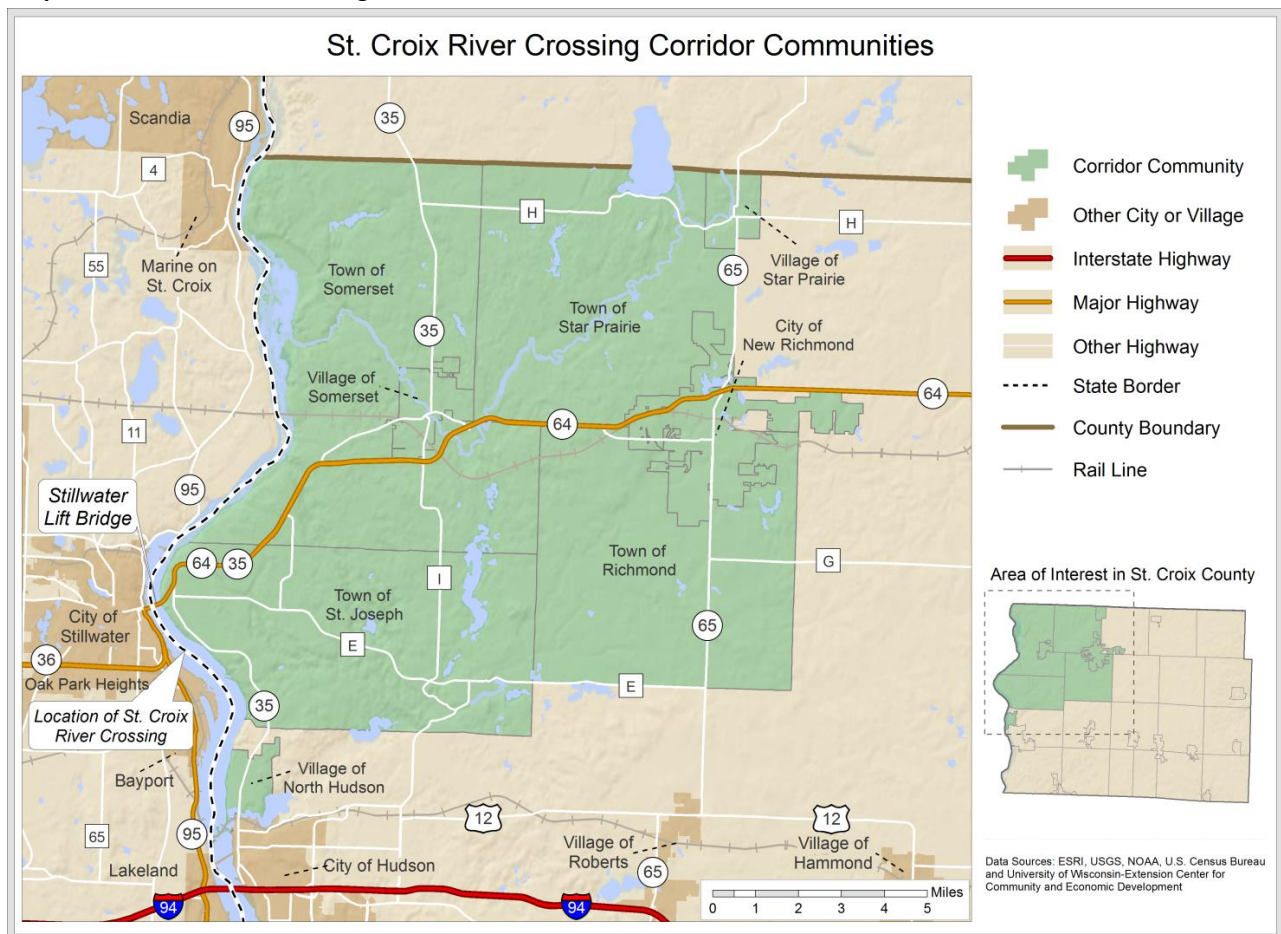 St. Croix River Crossing Corridor Communities
Scandia
95
35
4
H
H
55
Marine on
St. Croix
Town of
Somerset
65
Village of
Star Prairie
Town of
Star Prairie
35
City of
New Richmond
Village of
Somerset
64
64
11
95
Stillwater
Lift Bridge
64
35
Town of
Richmond
G
I
City of
Stillwater
Town of
St. Joseph
65
E
E
36
Oak Park Heights
Location of St. Croix
River Crossing
35
Bayport
Village of
North Hudson
12
12
65
95
Lakeland
City of Hudson
Village of
Roberts
65
Village of
Hammond
94
94
Miles
0
1
2
3
4
5
Corridor Community
Other City or Village
Interstate Highway
Major Highway
Other Highway
State Border
County Boundary
Rail Line
Area of Interest in St. Croix County
Data Sources: ESRI, USGS, NOAA, U.S. Census Bureau
and University of Wisconsin-Extension Center for
Community and Economic Development